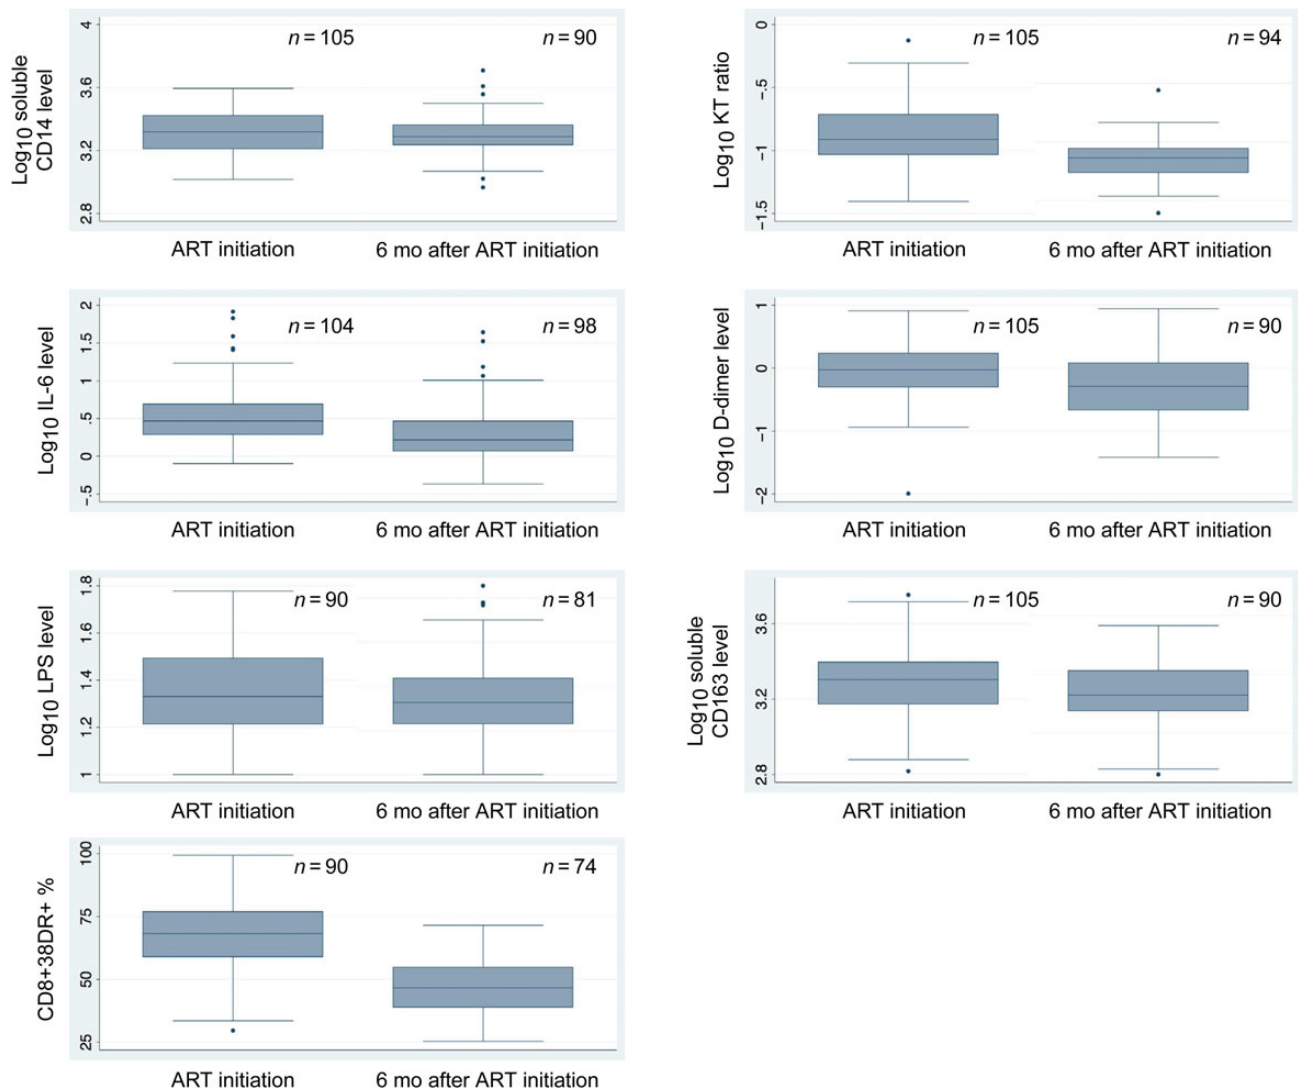 Log10 soluble
CD14 level
4
3.6
3.2
2.8
n = 105
n = 90
ART initiation
6 mo after ART initiation
Log10 KT ratio
0
−.5
−1
−1.5
n = 105
n = 94
ART initiation
6 mo after ART initiation
Log10 IL-6 level
2
1.5
1
.5
0
−.5
n = 104
n = 98
ART initiation
6 mo after ART initiation
Log10 D-dimer level
1
0
−1
−2
n = 105
n = 90
ART initiation
6 mo after ART initiation
Log10 LPS level
1.8
1.6
1.4
1.2
1
n = 90
n = 81
ART initiation
6 mo after ART initiation
Log10 soluble
CD163 level
3.6
3.2
2.8
n = 105
n = 90
ART initiation
6 mo after ART initiation
CD8+38DR+ %
100
75
50
25
n = 90
n = 74
ART initiation
6 mo after ART initiation